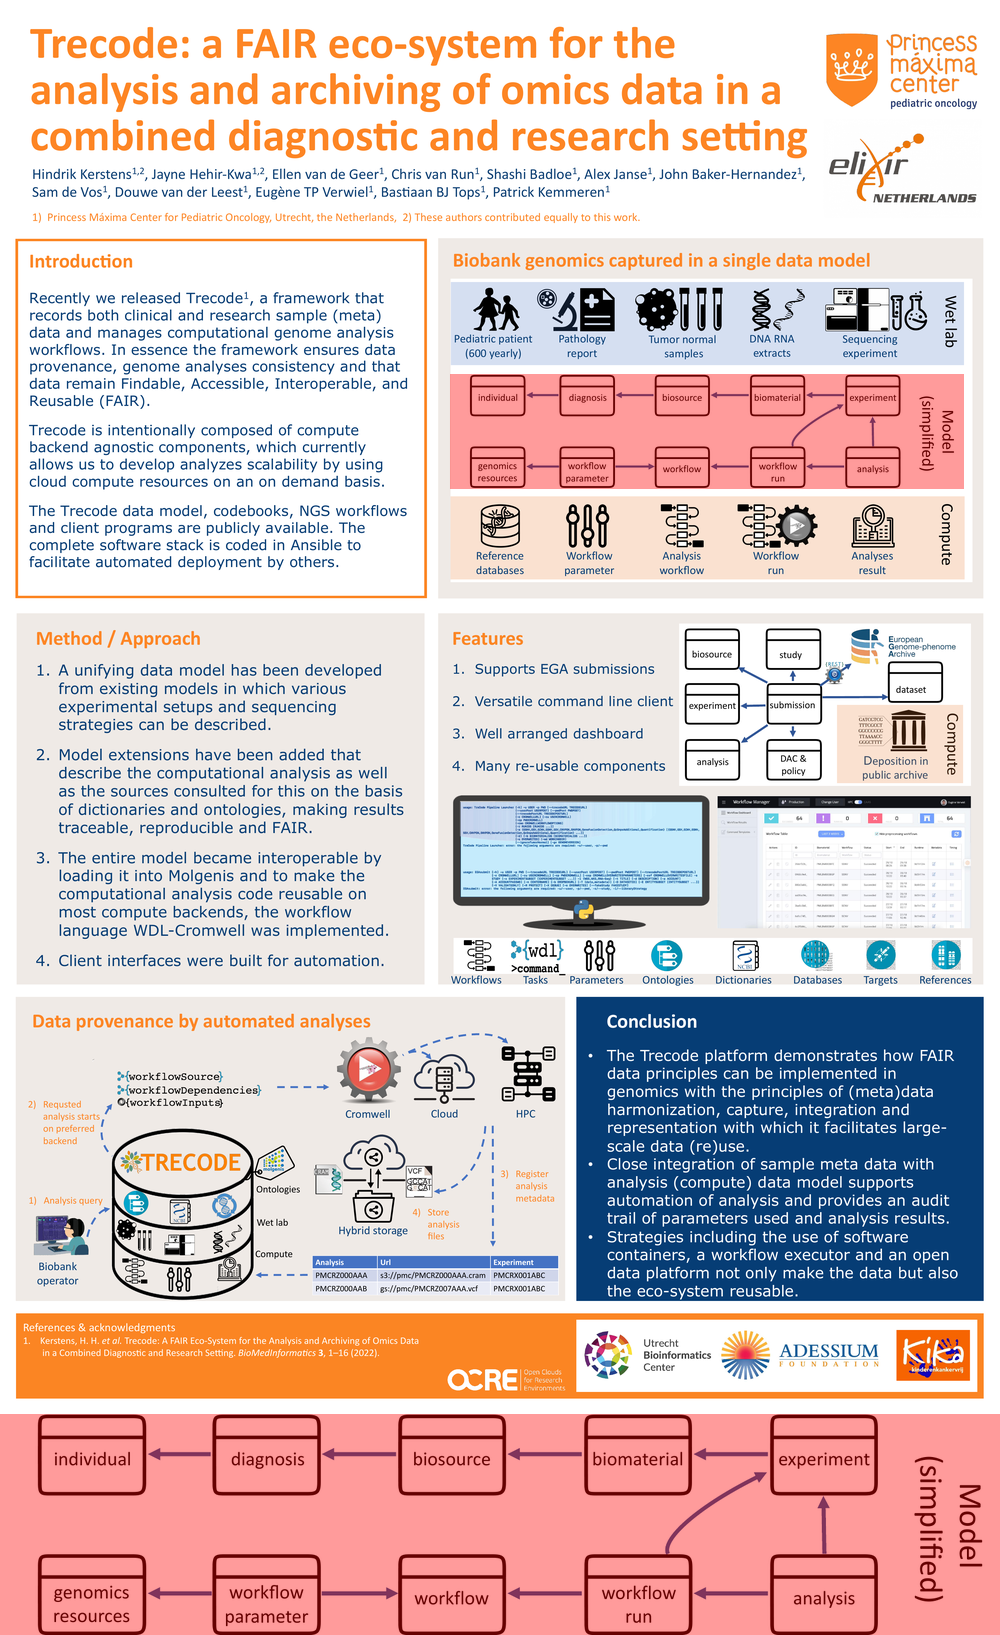 Trecode: a FAIR eco-system for the
analysis and archiving of omics data in a
combined diagnostic and research setting
Princess
máxima
center
pediatric oncology
elixir
NETHERLANDS
Hindrik Kerstens1,2, Jayne Hehir-Kwa1,2, Ellen van de Geer1, Chris van Run1, Shashi Badloe1, Alex Janse1, John Baker-Hernandez1,
Sam de Vos1, Douwe van der Leest1, Eugène TP Verwiel1, Bastiaan BJ Tops1, Patrick Kemmeren1
1) Princess Máxima Center for Pediatric Oncology, Utrecht, the Netherlands, 2) These authors contributed equally to this work.
Introduction
Recently we released Trecode1, a framework that
records both clinical and research sample (meta)
data and manages computational genome analysis
workflows. In essence the framework ensures data
provenance, genome analyses consistency and that
data remain Findable, Accessible, Interoperable, and
Reusable (FAIR).
Trecode is intentionally composed of compute
backend agnostic components, which currently
allows us to develop analyzes scalability by using
cloud compute resources on an on demand basis.
The Trecode data model, codebooks, NGS workflows
and client programs are publicly available. The
complete software stack is coded in Ansible to
facilitate automated deployment by others.
Biobank genomics captured in a single data model
Pediatric patient
(600 yearly)
Pathology
report
Tumor normal
samples
DNA RNA
extracts
Sequencing
experiment
Wet lab
individual
diagnosis
biosource
biomaterial
experiment
genomics
resources
workflow
parameter
workflow
workflow
run
analysis
Model
(simplified)
Reference
databases
Workflow
parameter
Analysis
workflow
Workflow
run
Analyses
result
Compute
Method / Approach
1. A unifying data model has been developed
from existing models in which various
experimental setups and sequencing
strategies can be described.
2. Model extensions have been added that
describe the computational analysis as well
as the sources consulted for this on the basis
of dictionaries and ontologies, making results
traceable, reproducible and FAIR.
3. The entire model became interoperable by
loading it into Molgenis and to make the
computational analysis code reusable on
most compute backends, the workflow
language WDL-Cromwell was implemented.
4. Client interfaces were built for automation.
Features
1. Supports EGA submissions
2. Versatile command line client
3. Well arranged dashboard
4. Many re-usable components
biosource
study
European
Genome-phenome
Archive
{REST}
experiment
submission
dataset
analysis
DAC &
policy
Deposition in
public archive
Compute
Workflow Manager
64
0
0
64
{wdl}
>command_
NCBI
Workflows
Tasks
Parameters
Ontologies
Dictionaries
Databases
Targets
References
Data provenance by automated analyses
{workflowSource}
{workflowDependencies}
{workflowInputs}
2) Requsted
analysis starts
on preferred
backend
Cromwell
Cloud
HPC
TRECODE
molgenis
Ontologies
1) Analysis query
NCBI
Wet lab
Compute
Biobank
operator
CRAM
VCF
Hybrid storage
3) Register
analysis
metadata
4) Store
analysis
files
Analysis Url Experiment
PMCRZ000AAA s3://pmc/PMCRZ000AAA.cram PMCRX001ABC
PMCRZ000AAB gs://pmc/PMCRZ007AAA.vcf PMCRX001ABC
Conclusion
• The Trecode platform demonstrates how FAIR
data principles can be implemented in
genomics with the principles of (meta)data
harmonization, capture, integration and
representation with which it facilitates large-
scale data (re)use.
• Close integration of sample meta data with
analysis (compute) data model supports
automation of analysis and provides an audit
trail of parameters used and analysis results.
• Strategies including the use of software
containers, a workflow executor and an open
data platform not only make the data but also
the eco-system reusable.
References & acknowledgments
1. Kerstens, H. H. et al. Trecode: A FAIR Eco-System for the Analysis and Archiving of Omics Data
in a Combined Diagnostic and Research Setting. BioMedInformatics 3, 1–16 (2022).
OCRE
Open Clouds
for Research
Environments
Utrecht
Bioinformatics
Center
ADESSIUM
FOUNDATION
KiKa
kinderenkankervrij
individual
diagnosis
biosource
biomaterial
experiment
genomics
resources
workflow
parameter
workflow
workflow
run
analysis
Model
(simplified)